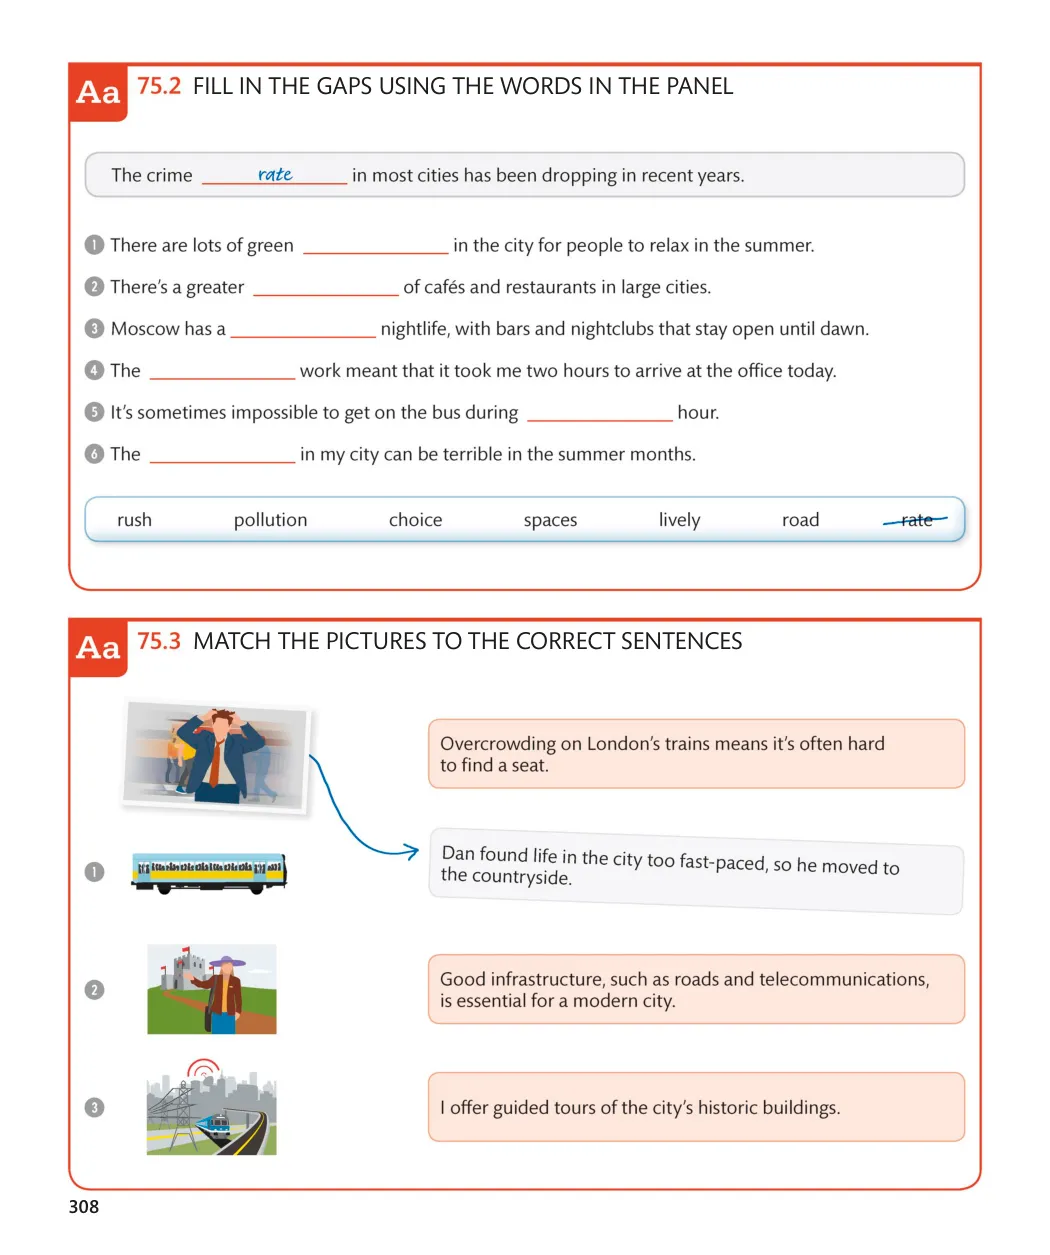 Aa 75.2 FILL IN THE GAPS USING THE WORDS IN THE PANEL
The crime rate in most cities has been dropping in recent years.
1 There are lots of green ______ in the city for people to relax in the summer.
2 There’s a greater ______ of cafés and restaurants in large cities.
3 Moscow has a ______ nightlife, with bars and nightclubs that stay open until dawn.
4 The ______ work meant that it took me two hours to arrive at the office today.
5 It’s sometimes impossible to get on the bus during ______ hour.
6 The ______ in my city can be terrible in the summer months.
rush pollution choice spaces lively road rate
Aa 75.3 MATCH THE PICTURES TO THE CORRECT SENTENCES
Overcrowding on London’s trains means it’s often hard
to find a seat.
Dan found life in the city too fast-paced, so he moved to
the countryside.
1
Good infrastructure, such as roads and telecommunications,
is essential for a modern city.
2
I offer guided tours of the city’s historic buildings.
3
308